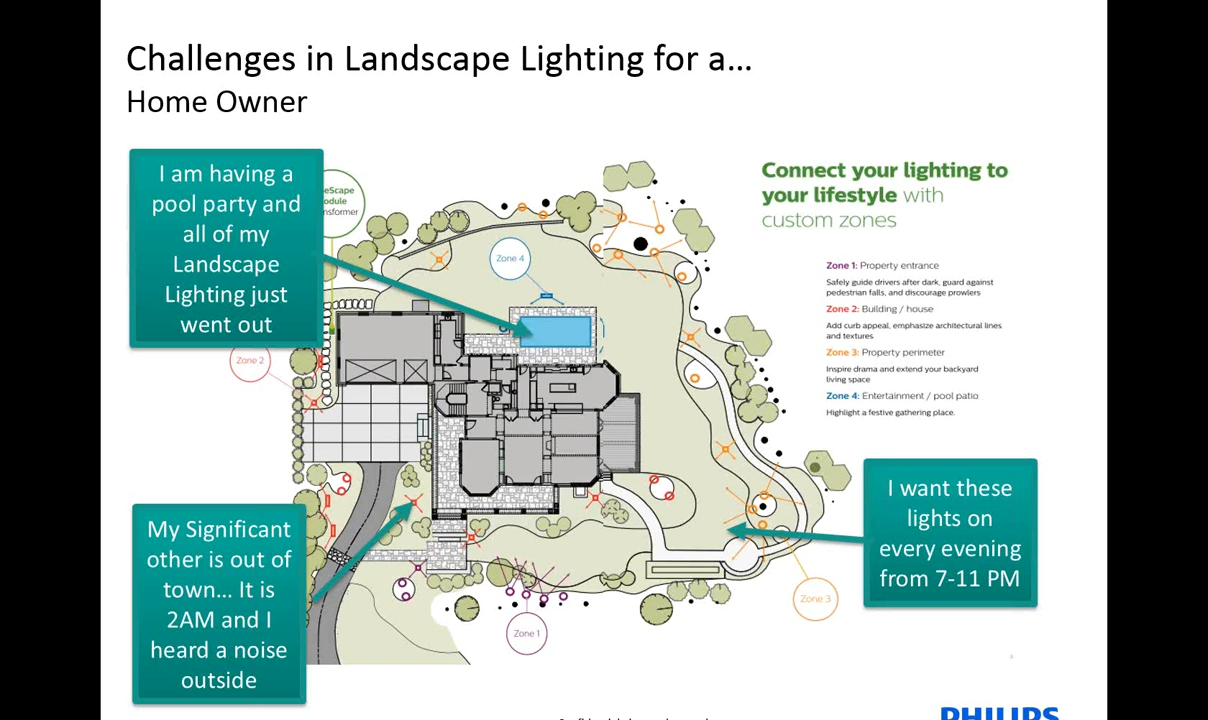 Challenges in Landscape Lighting for a…
Home Owner
I am having a
pool party and
all of my
Landscape
Lighting just
went out
Connect your lighting to
your lifestyle with
custom zones
Zone 4
Zone 1: Property entrance
Safely guide drivers after dark, guard against
pedestrian falls, and discourage prowlers
Zone 2: Building / house
Add curb appeal, emphasize architectural lines
and textures
Zone 3: Property perimeter
Inspire drama and extend your backyard
living space
Zone 4: Entertainment / pool patio
Highlight a festive gathering place.
Zone 2
My Significant
other is out of
town… It is
2AM and I
heard a noise
outside
I want these
lights on
every evening
from 7-11 PM
Zone 3
Zone 1
PHILIPS